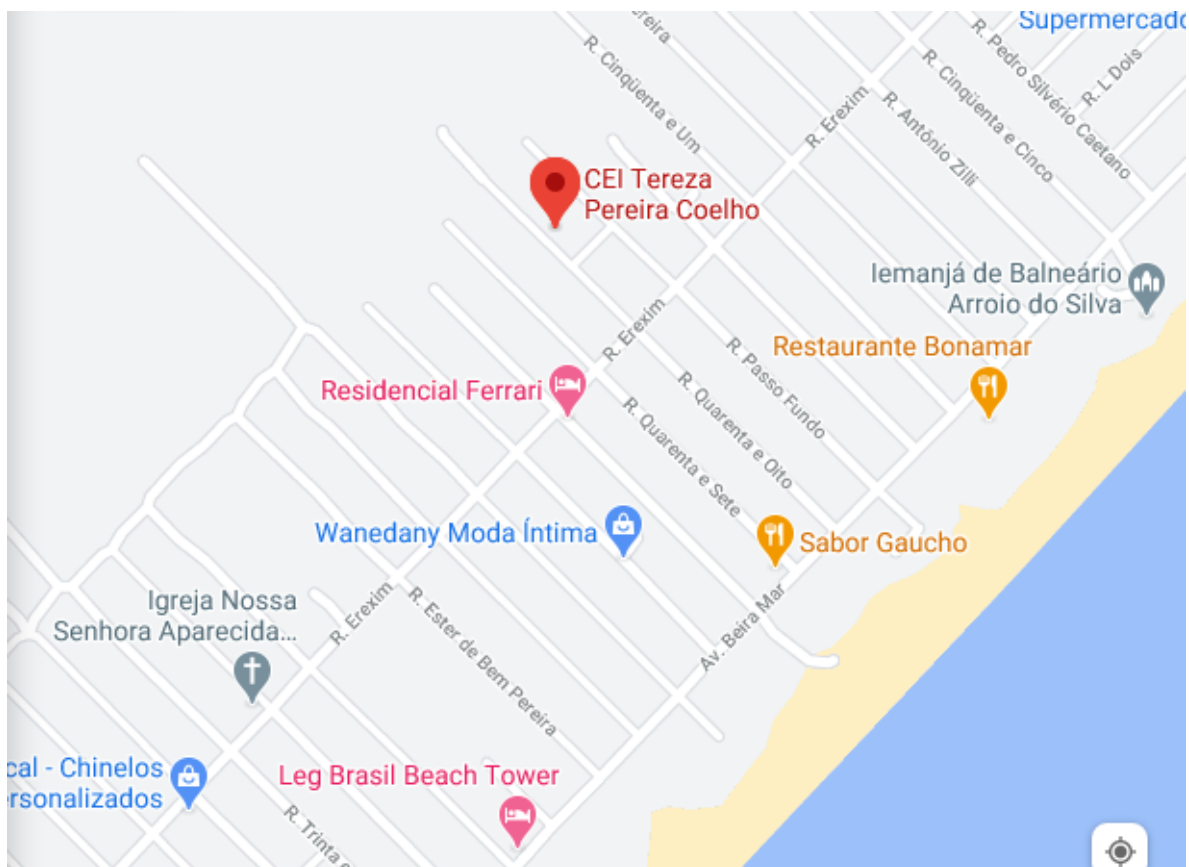 Supermercado
ereira
R. Cinqüenta e Um
R. Erexim
R. Pedro Silvério Caetano
R. L Dois
R. Cinqüenta e Cinco
R. Antônio Zilli
CEI Tereza
Pereira Coelho
Iemanjá de Balneário
Arroio do Silva
Restaurante Bonamar
R. Erexim
R. Passo Fundo
Residencial Ferrari
R. Quarenta e Oito
R. Quarenta e Sete
Wanedany Moda Íntima
Sabor Gaucho
Igreja Nossa
Senhora Aparecida...
R. Erexim
R. Ester de Bem Pereira
Av. Beira Mar
cal - Chinelos
ersonalizados
Leg Brasil Beach Tower
R. Trinta e